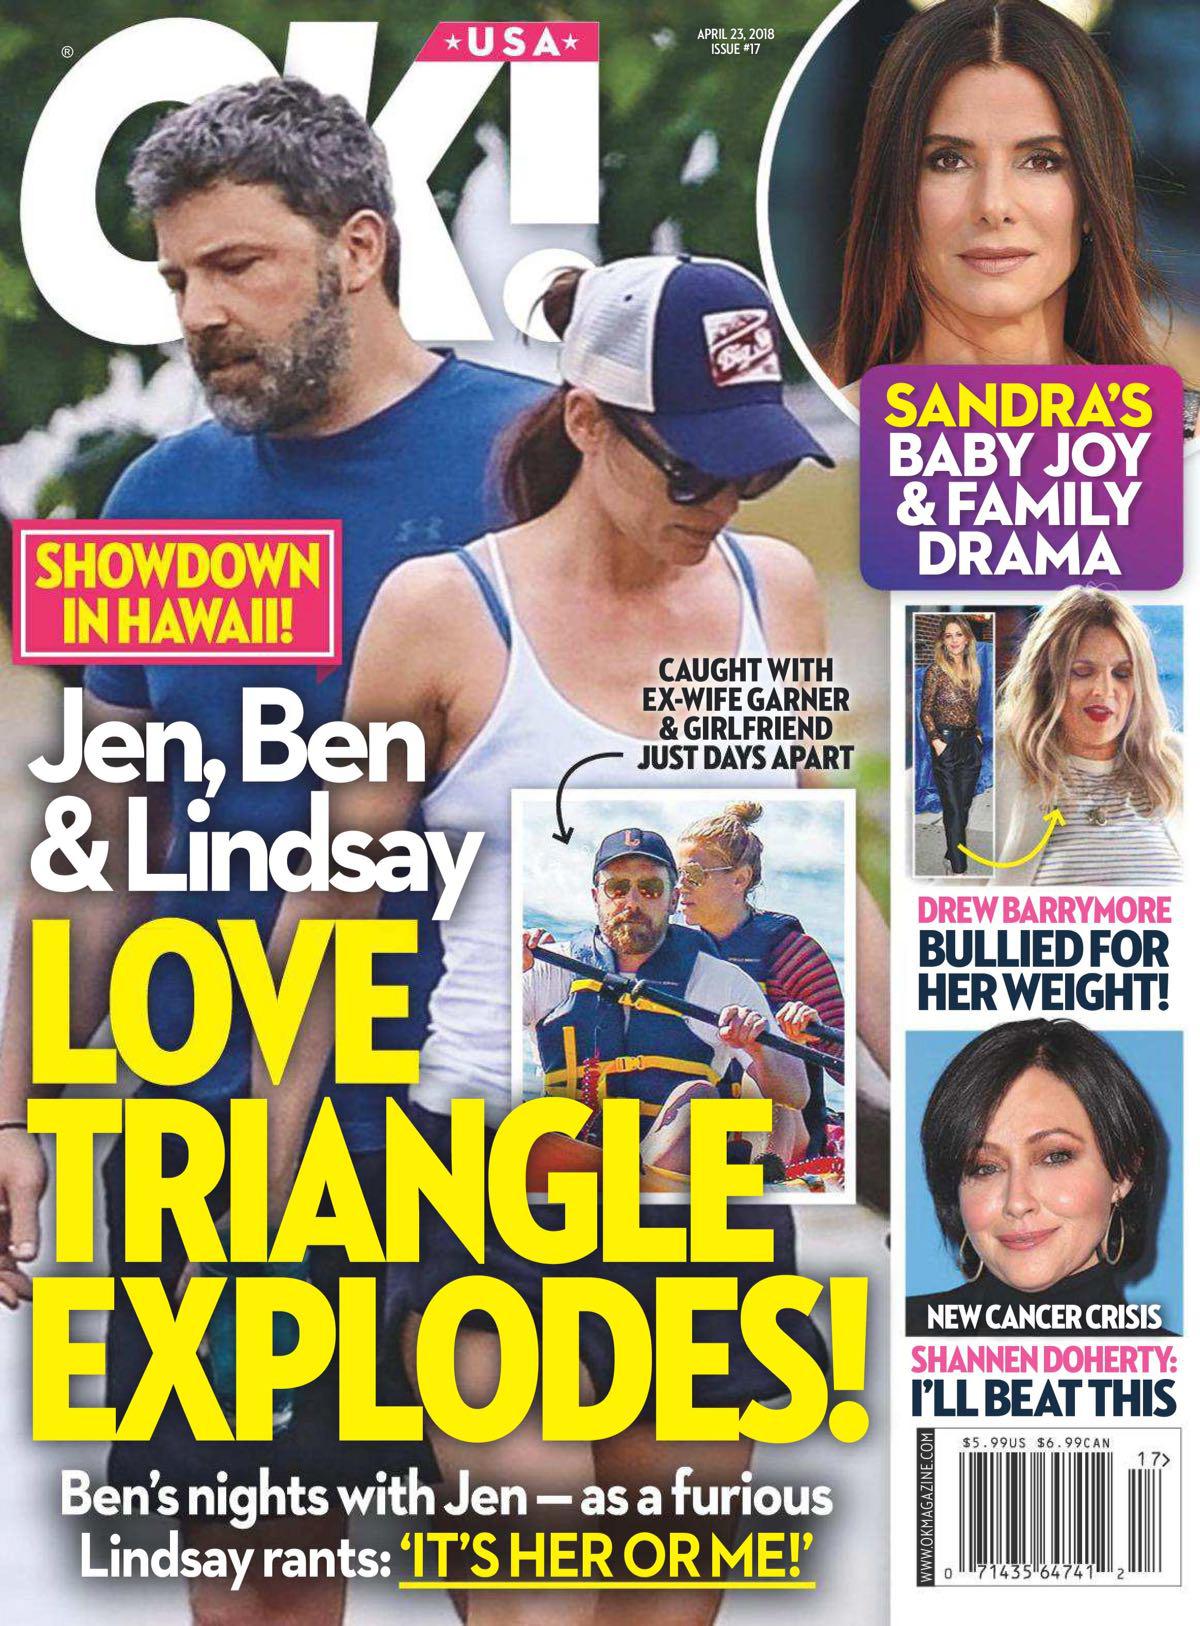 OK!
®
★USA★
APRIL 23, 2018
ISSUE #17
SANDRA'S
BABY JOY
& FAMILY
DRAMA
SHOWDOWN
IN HAWAII!
Jen, Ben
& Lindsay
LOVE
TRIANGLE
EXPLODES!
Ben's nights with Jen — as a furious
Lindsay rants: 'IT'S HER OR ME!'
CAUGHT WITH
EX-WIFE GARNER
& GIRLFRIEND
JUST DAYS APART
L
DREW BARRYMORE
BULLIED FOR
HER WEIGHT!
NEW CANCER CRISIS
SHANNEN DOHERTY:
I'LL BEAT THIS
WWW.OKMAGAZINE.COM
$5.99US $6.99CAN
17>
0 71435 64741 2